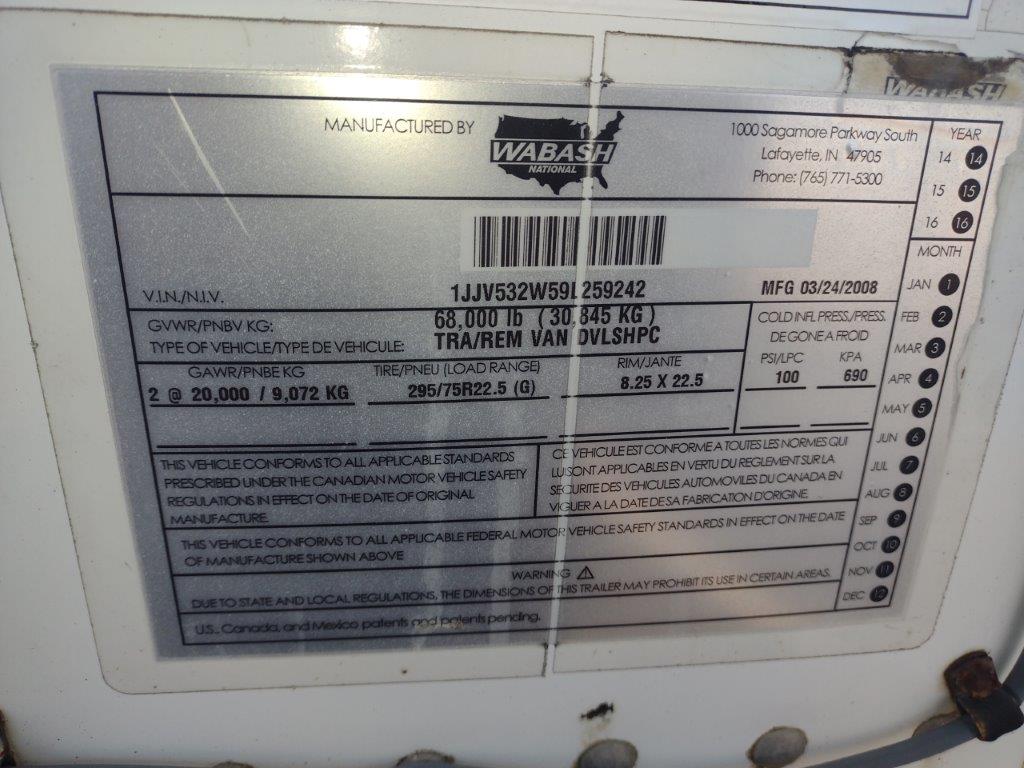 WABASH
MANUFACTURED BY
WABASH
NATIONAL
1000 Sagamore Parkway South
Lafayette, IN 47905
Phone: (765) 771-5300
YEAR
14 14
15 15
16 16
MONTH
JAN 1
FEB 2
MAR 3
APR 4
MAY 5
JUN 6
JUL 7
AUG 8
SEP 9
OCT 10
NOV 11
DEC 12
V.I.N./N.I.V.
1JJV532W59L259242
MFG 03/24/2008
GVWR/PNBV KG:
68,000 lb ( 30,845 KG )
TYPE OF VEHICLE/TYPE DE VEHICULE:
TRA/REM VAN DVLSHPC
COLD INFL PRESS./PRESS.
DE GONE A FROID
GAWR/PNBE KG
TIRE/PNEU (LOAD RANGE)
RIM/JANTE
PSI/LPC
KPA
2 @ 20,000 / 9,072 KG
295/75R22.5 (G)
8.25 X 22.5
100
690
THIS VEHICLE CONFORMS TO ALL APPLICABLE STANDARDS
PRESCRIBED UNDER THE CANADIAN MOTOR VEHICLE SAFETY
REGULATIONS IN EFFECT ON THE DATE OF ORIGINAL
MANUFACTURE.
CE VEHICULE EST CONFORME A TOUTES LES NORMES QUI
LUI SONT APPLICABLES EN VERTU DU REGLEMENT SUR LA
SECURITE DES VEHICULES AUTOMOVILES DU CANADA EN
VIGUER A LA DATE DE SA FABRICATION D'ORIGINE.
THIS VEHICLE CONFORMS TO ALL APPLICABLE FEDERAL MOTOR VEHICLE SAFETY STANDARDS IN EFFECT ON THE DATE
OF MANUFACTURE SHOWN ABOVE
WARNING
DUE TO STATE AND LOCAL REGULATIONS, THE DIMENSIONS OF THIS TRAILER MAY PROHIBIT ITS USE IN CERTAIN AREAS.
U.S., Canada, and Mexico patents and patents pending.